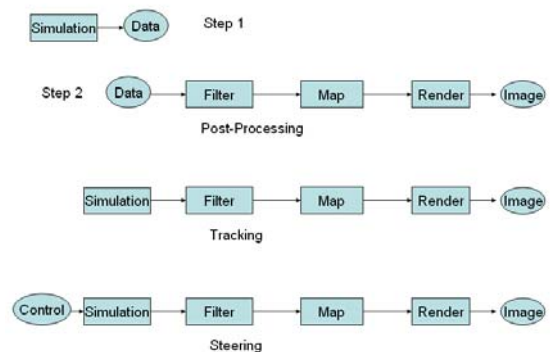 Simulation Data Step 1
Step 2 Data Filter Map Render Image
Post-Processing
Simulation Filter Map Render Image
Tracking
Control Simulation Filter Map Render Image
Steering